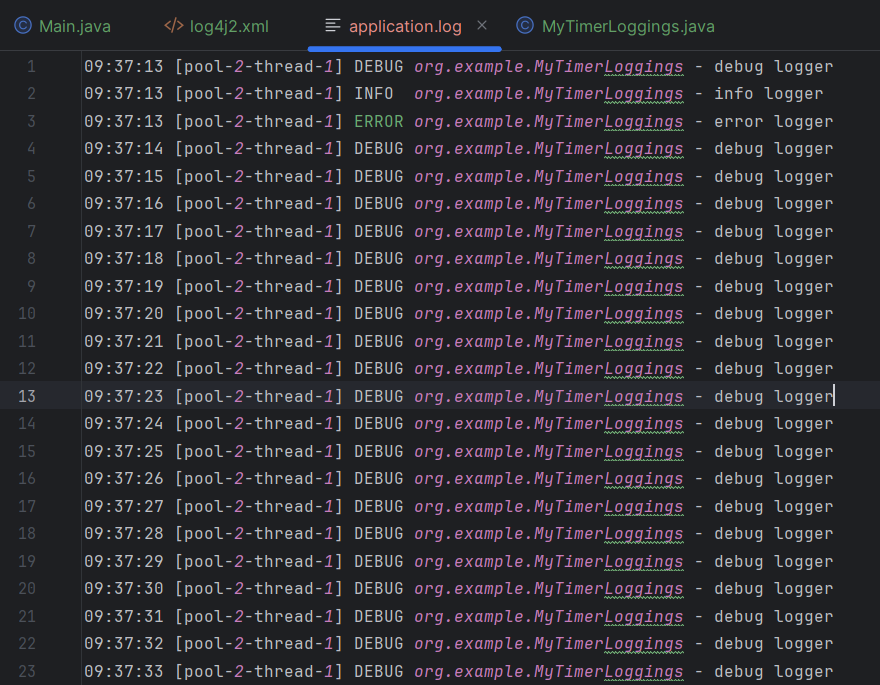 Main.java log4j2.xml application.log MyTimerLoggings.java
1 09:37:13 [pool-2-thread-1] DEBUG org.example.MyTimerLoggings - debug logger
2 09:37:13 [pool-2-thread-1] INFO  org.example.MyTimerLoggings - info logger
3 09:37:13 [pool-2-thread-1] ERROR org.example.MyTimerLoggings - error logger
4 09:37:14 [pool-2-thread-1] DEBUG org.example.MyTimerLoggings - debug logger
5 09:37:15 [pool-2-thread-1] DEBUG org.example.MyTimerLoggings - debug logger
6 09:37:16 [pool-2-thread-1] DEBUG org.example.MyTimerLoggings - debug logger
7 09:37:17 [pool-2-thread-1] DEBUG org.example.MyTimerLoggings - debug logger
8 09:37:18 [pool-2-thread-1] DEBUG org.example.MyTimerLoggings - debug logger
9 09:37:19 [pool-2-thread-1] DEBUG org.example.MyTimerLoggings - debug logger
10 09:37:20 [pool-2-thread-1] DEBUG org.example.MyTimerLoggings - debug logger
11 09:37:21 [pool-2-thread-1] DEBUG org.example.MyTimerLoggings - debug logger
12 09:37:22 [pool-2-thread-1] DEBUG org.example.MyTimerLoggings - debug logger
13 09:37:23 [pool-2-thread-1] DEBUG org.example.MyTimerLoggings - debug logger
14 09:37:24 [pool-2-thread-1] DEBUG org.example.MyTimerLoggings - debug logger
15 09:37:25 [pool-2-thread-1] DEBUG org.example.MyTimerLoggings - debug logger
16 09:37:26 [pool-2-thread-1] DEBUG org.example.MyTimerLoggings - debug logger
17 09:37:27 [pool-2-thread-1] DEBUG org.example.MyTimerLoggings - debug logger
18 09:37:28 [pool-2-thread-1] DEBUG org.example.MyTimerLoggings - debug logger
19 09:37:29 [pool-2-thread-1] DEBUG org.example.MyTimerLoggings - debug logger
20 09:37:30 [pool-2-thread-1] DEBUG org.example.MyTimerLoggings - debug logger
21 09:37:31 [pool-2-thread-1] DEBUG org.example.MyTimerLoggings - debug logger
22 09:37:32 [pool-2-thread-1] DEBUG org.example.MyTimerLoggings - debug logger
23 09:37:33 [pool-2-thread-1] DEBUG org.example.MyTimerLoggings - debug logger